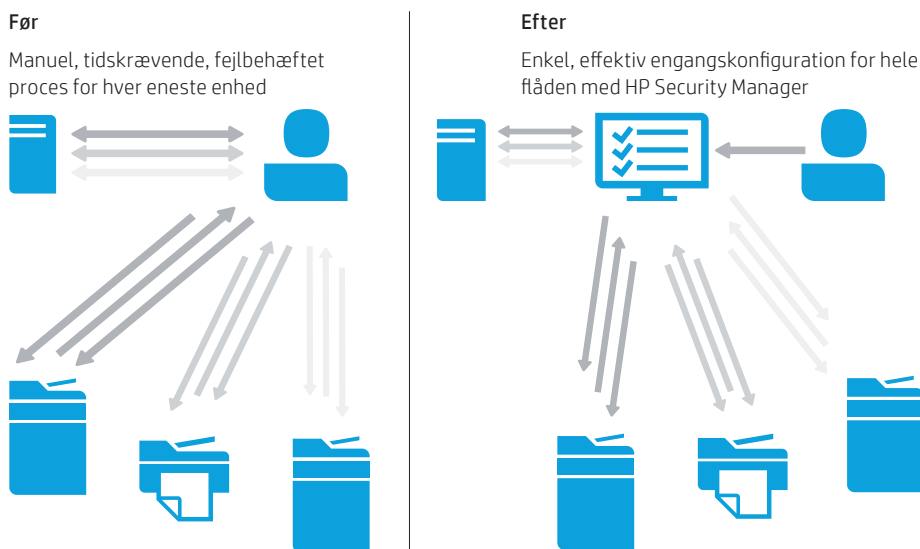 Før
Manuel, tidskrævende, fejlbehæftet
proces for hver eneste enhed
Efter
Enkel, effektiv engangskonfiguration for hele
flåden med HP Security Manager